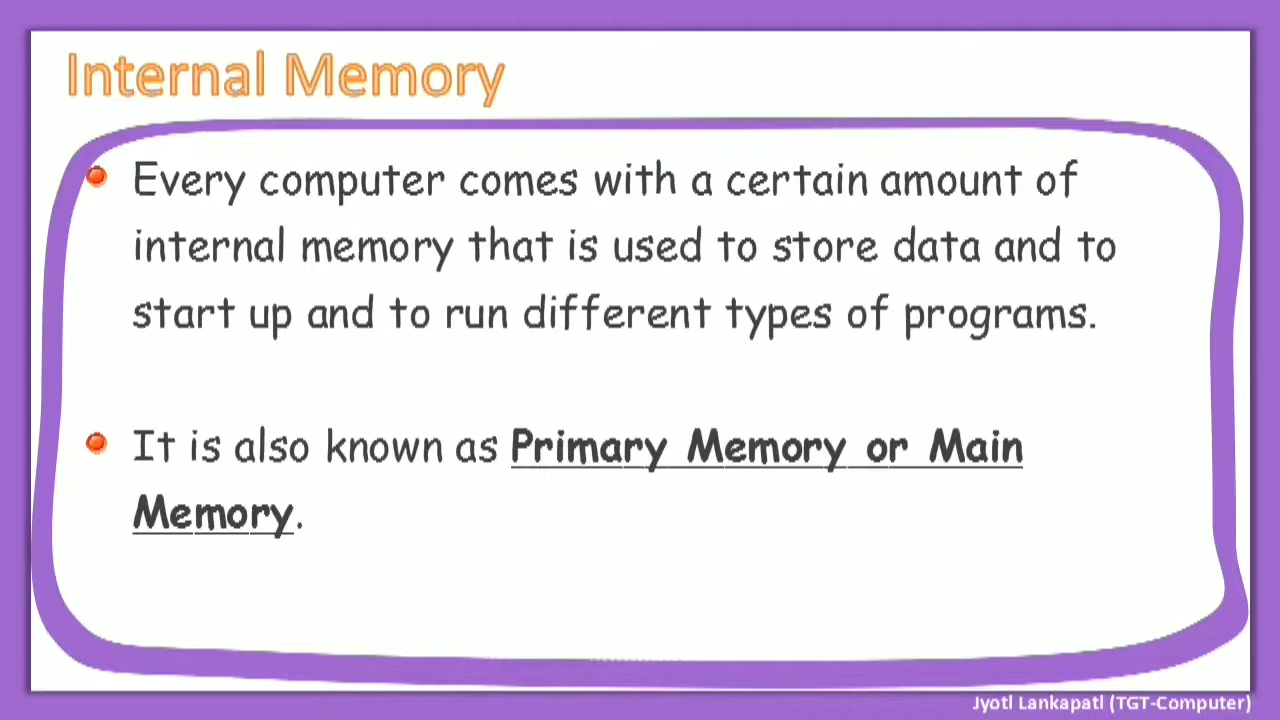 Internal Memory
Every computer comes with a certain amount of
internal memory that is used to store data and to
start up and to run different types of programs.
It is also known as Primary Memory or Main
Memory.
Jyoti Lankapati (TGT-Computer)